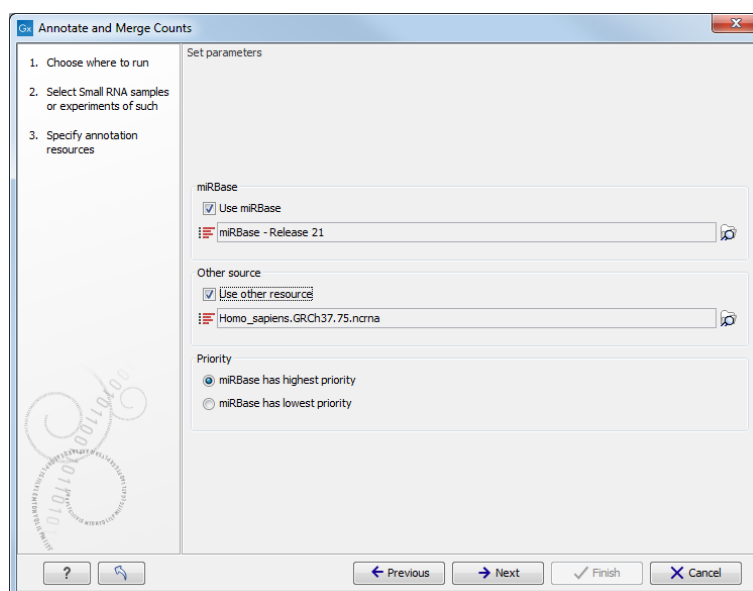 Gx Annotate and Merge Counts
1. Choose where to run
2. Select Small RNA samples
or experiments of such
3. Specify annotation
resources
Set parameters
miRBase
Use miRBase
miRBase - Release 21
Other source
Use other resource
Homo_sapiens.GRCh37.75.ncrna
Priority
miRBase has highest priority
miRBase has lowest priority
?
Previous
Next
Finish
Cancel